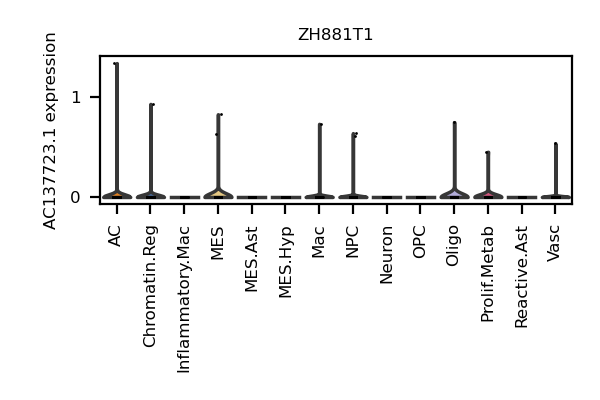 ZH881T1
AC137723.1 expression
1
0
AC
Chromatin.Reg
Inflammatory.Mac
MES
MES.Ast
MES.Hyp
Mac
NPC
Neuron
OPC
Oligo
Prolif.Metab
Reactive.Ast
Vasc